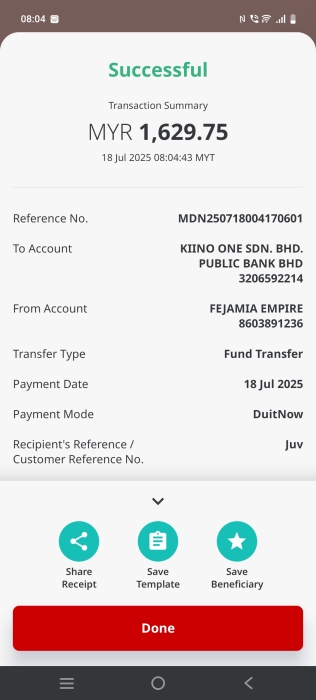 08:04
Successful
Transaction Summary
MYR 1,629.75
18 Jul 2025 08:04:43 MYT
Reference No. MDN250718004170601
To Account KIINO ONE SDN. BHD.
PUBLIC BANK BHD
3206592214
From Account FEJAMIA EMPIRE
8603891236
Transfer Type Fund Transfer
Payment Date 18 Jul 2025
Payment Mode DuitNow
Recipient's Reference / Juv
Customer Reference No.
Share Receipt
Save Template
Save Beneficiary
Done